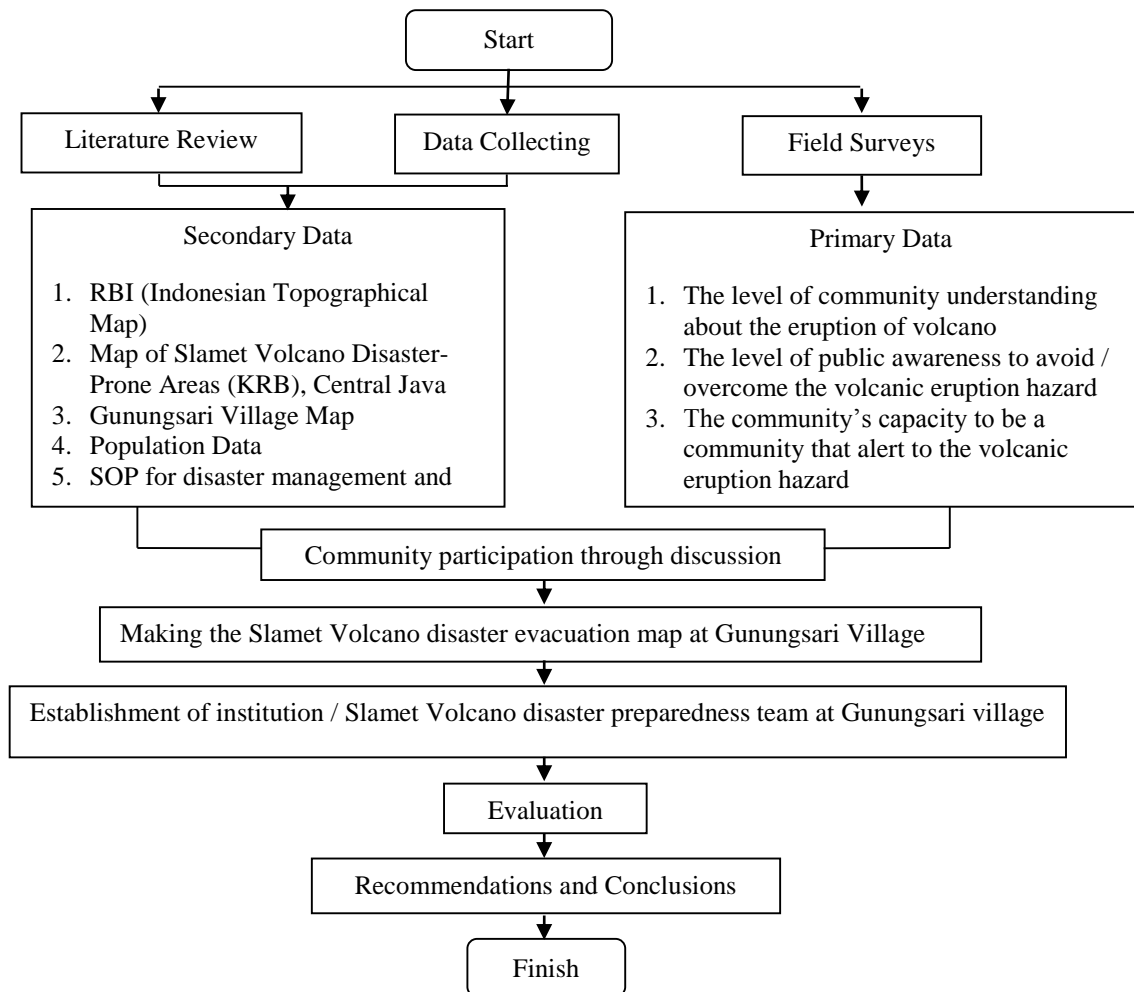 Start
Literature Review
Data Collecting
Field Surveys
Secondary Data
1. RBI (Indonesian Topographical
Map)
2. Map of Slamet Volcano Disaster-
Prone Areas (KRB), Central Java
3. Gunungsari Village Map
4. Population Data
5. SOP for disaster management and
Primary Data
1. The level of community understanding
about the eruption of volcano
2. The level of public awareness to avoid /
overcome the volcanic eruption hazard
3. The community’s capacity to be a
community that alert to the volcanic
eruption hazard
Community participation through discussion
Making the Slamet Volcano disaster evacuation map at Gunungsari Village
Establishment of institution / Slamet Volcano disaster preparedness team at Gunungsari village
Evaluation
Recommendations and Conclusions
Finish